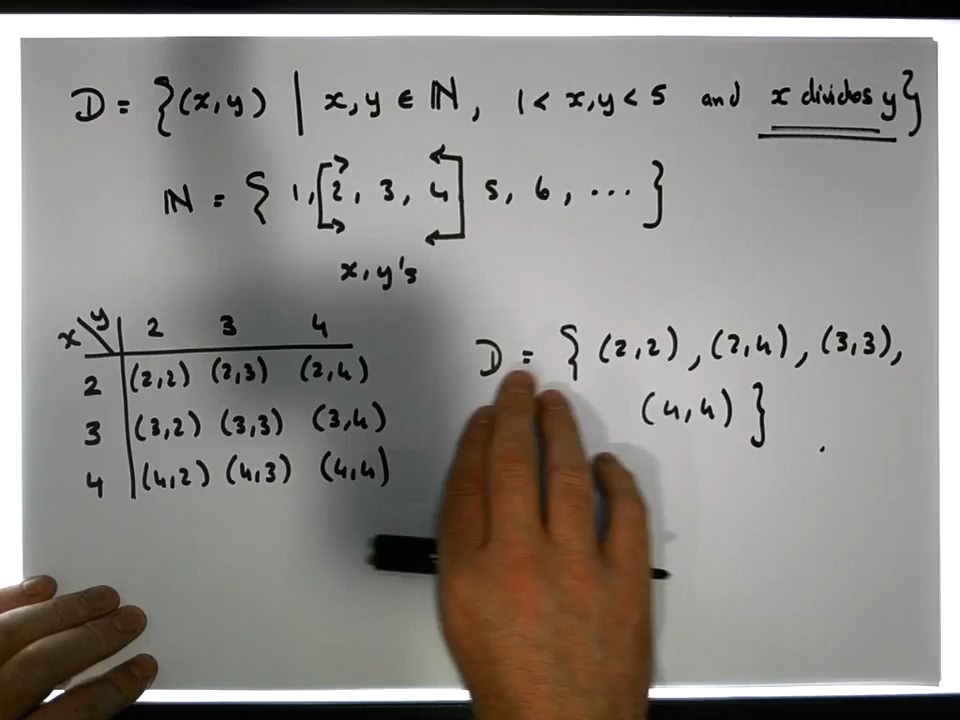 D = {(x,y) | x,y ∈ ℕ, 1 < x,y < 5 and x divides y}
ℕ = { 1, [2, 3, 4] 5, 6, ... }
x, y's
x \ y | 2 3 4
2 | (2,2) (2,3) (2,4)
3 | (3,2) (3,3) (3,4)
4 | (4,2) (4,3) (4,4)
D = { (2,2), (2,4), (3,3),
(4,4) } .